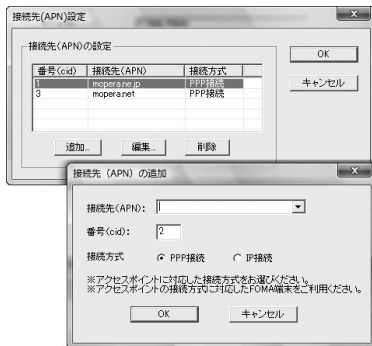 接続先(APN)設定
接続先(APN)の設定
番号(cid) 接続先(APN) 接続方式
1 mopera.ne.jp PPP接続
3 mopera.net PPP接続
追加... 編集... 削除
OK
キャンセル
接続先（APN）の追加
接続先(APN):
番号(cid): 2
接続方式 PPP接続 IP接続
※アクセスポイントに対応した接続方式をお選びください。
※アクセスポイントの接続方式に対応したFOMA端末をご利用ください。
OK キャンセル